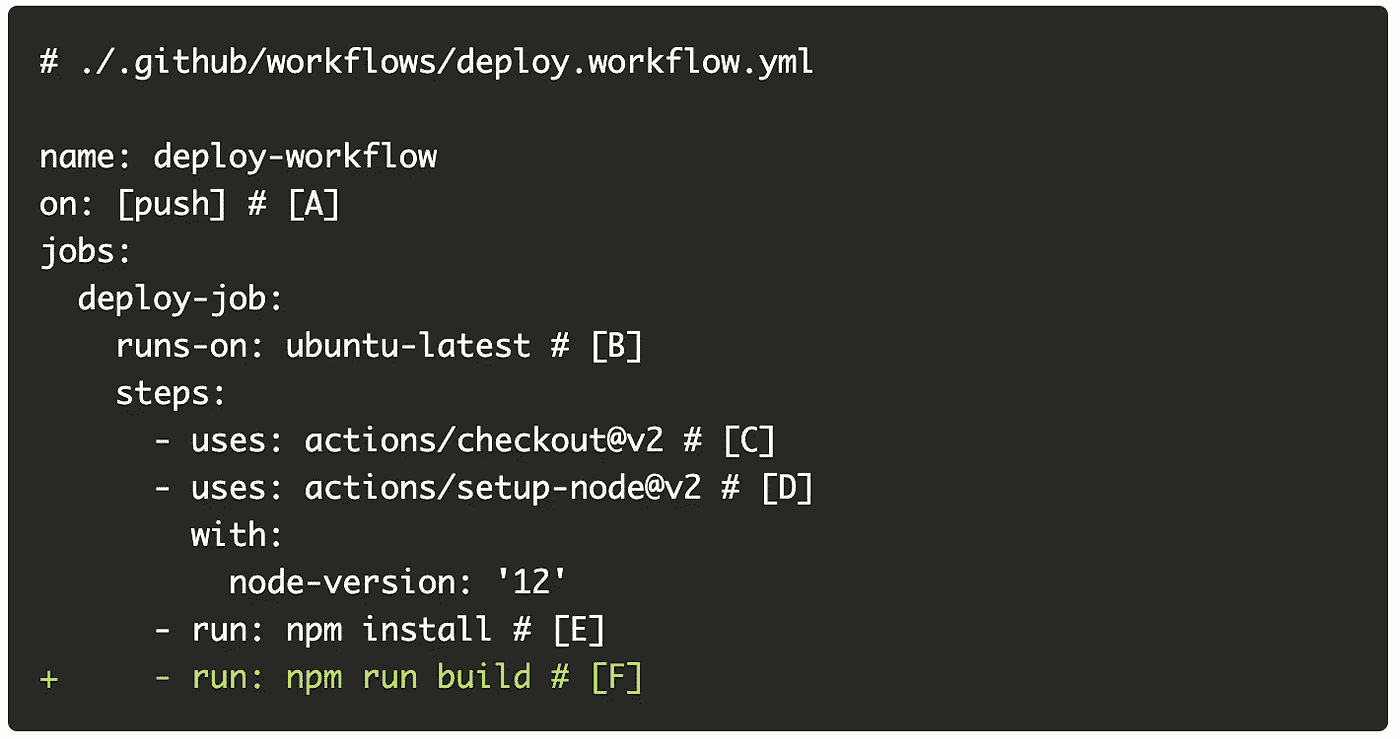 # ./.github/workflows/deploy.workflow.yml

name: deploy-workflow
on: [push] # [A]
jobs:
  deploy-job:
    runs-on: ubuntu-latest # [B]
    steps:
      - uses: actions/checkout@v2 # [C]
      - uses: actions/setup-node@v2 # [D]
        with:
          node-version: '12'
      - run: npm install # [E]
+     - run: npm run build # [F]